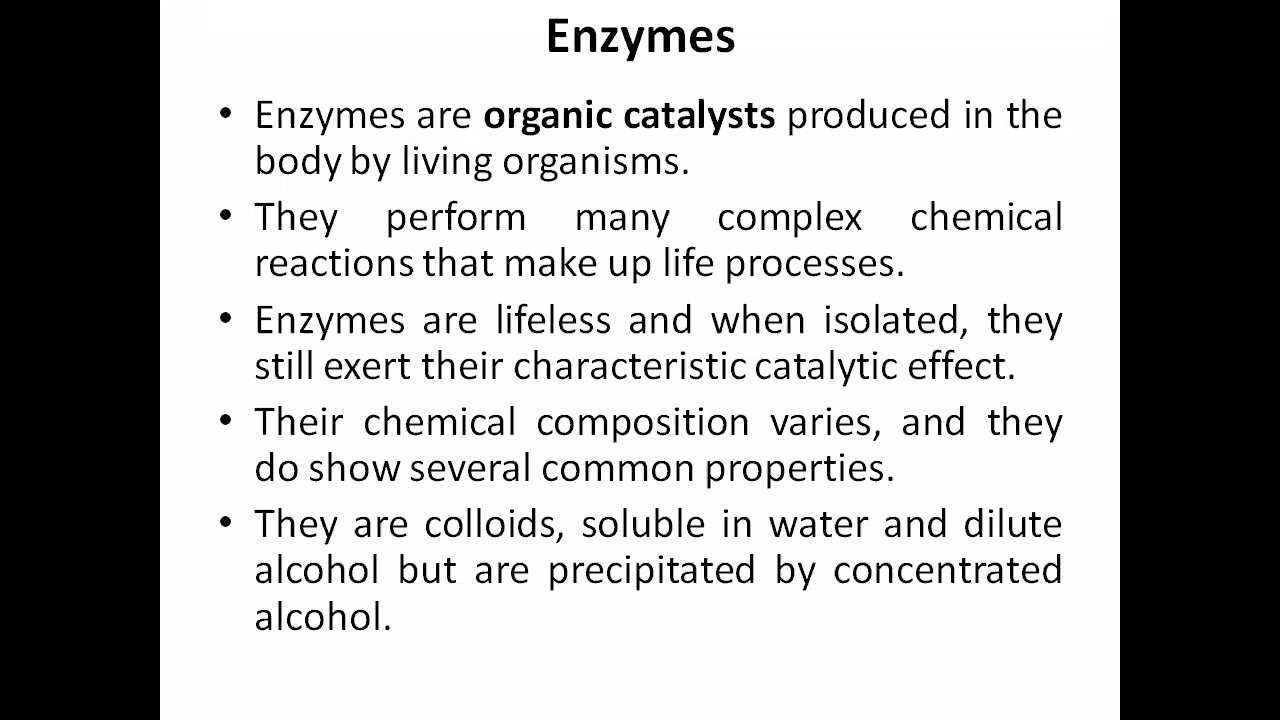 Enzymes
• Enzymes are organic catalysts produced in the
body by living organisms.
• They perform many complex chemical
reactions that make up life processes.
• Enzymes are lifeless and when isolated, they
still exert their characteristic catalytic effect.
• Their chemical composition varies, and they
do show several common properties.
• They are colloids, soluble in water and dilute
alcohol but are precipitated by concentrated
alcohol.